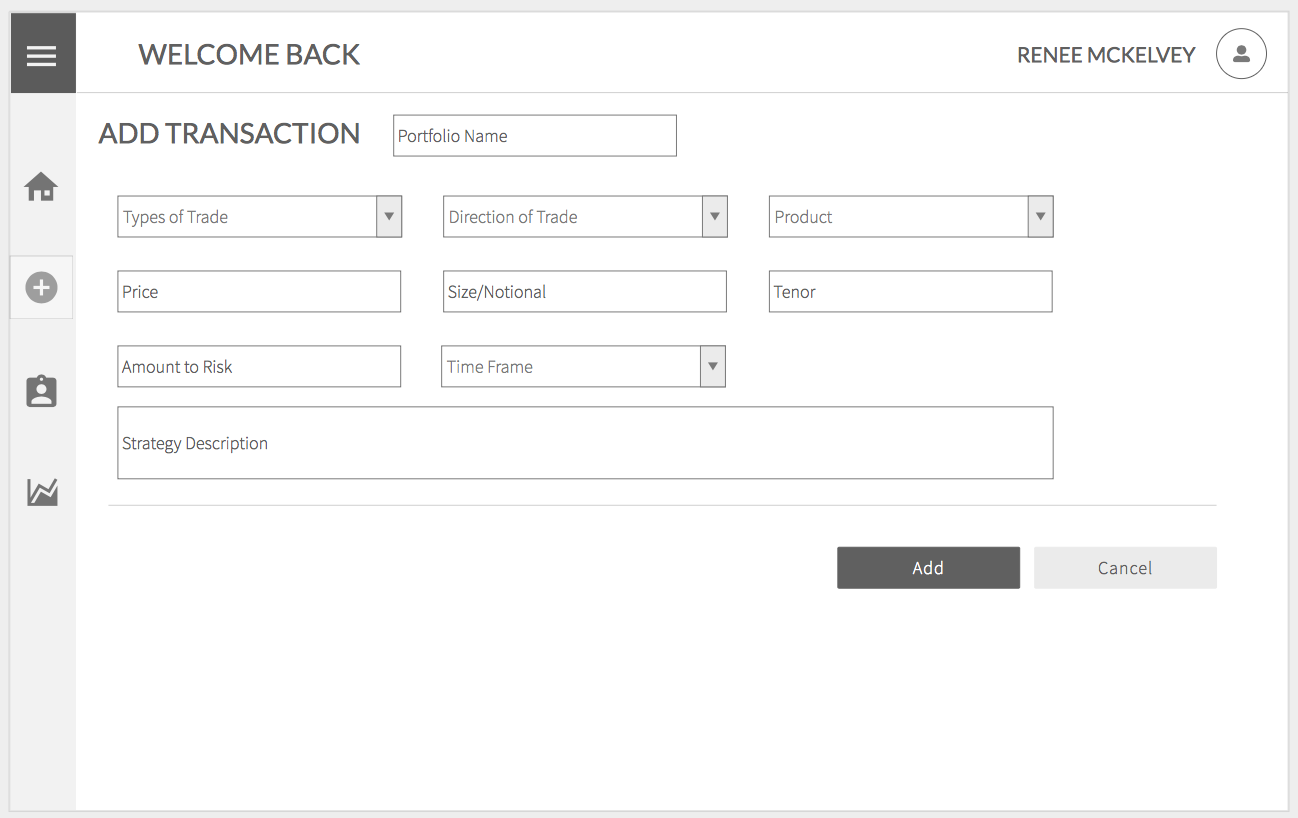 WELCOME BACK
RENEE MCKELVEY
ADD TRANSACTION
Portfolio Name
Types of Trade
Direction of Trade
Product
Price
Size/Notional
Tenor
Amount to Risk
Time Frame
Strategy Description
Add
Cancel